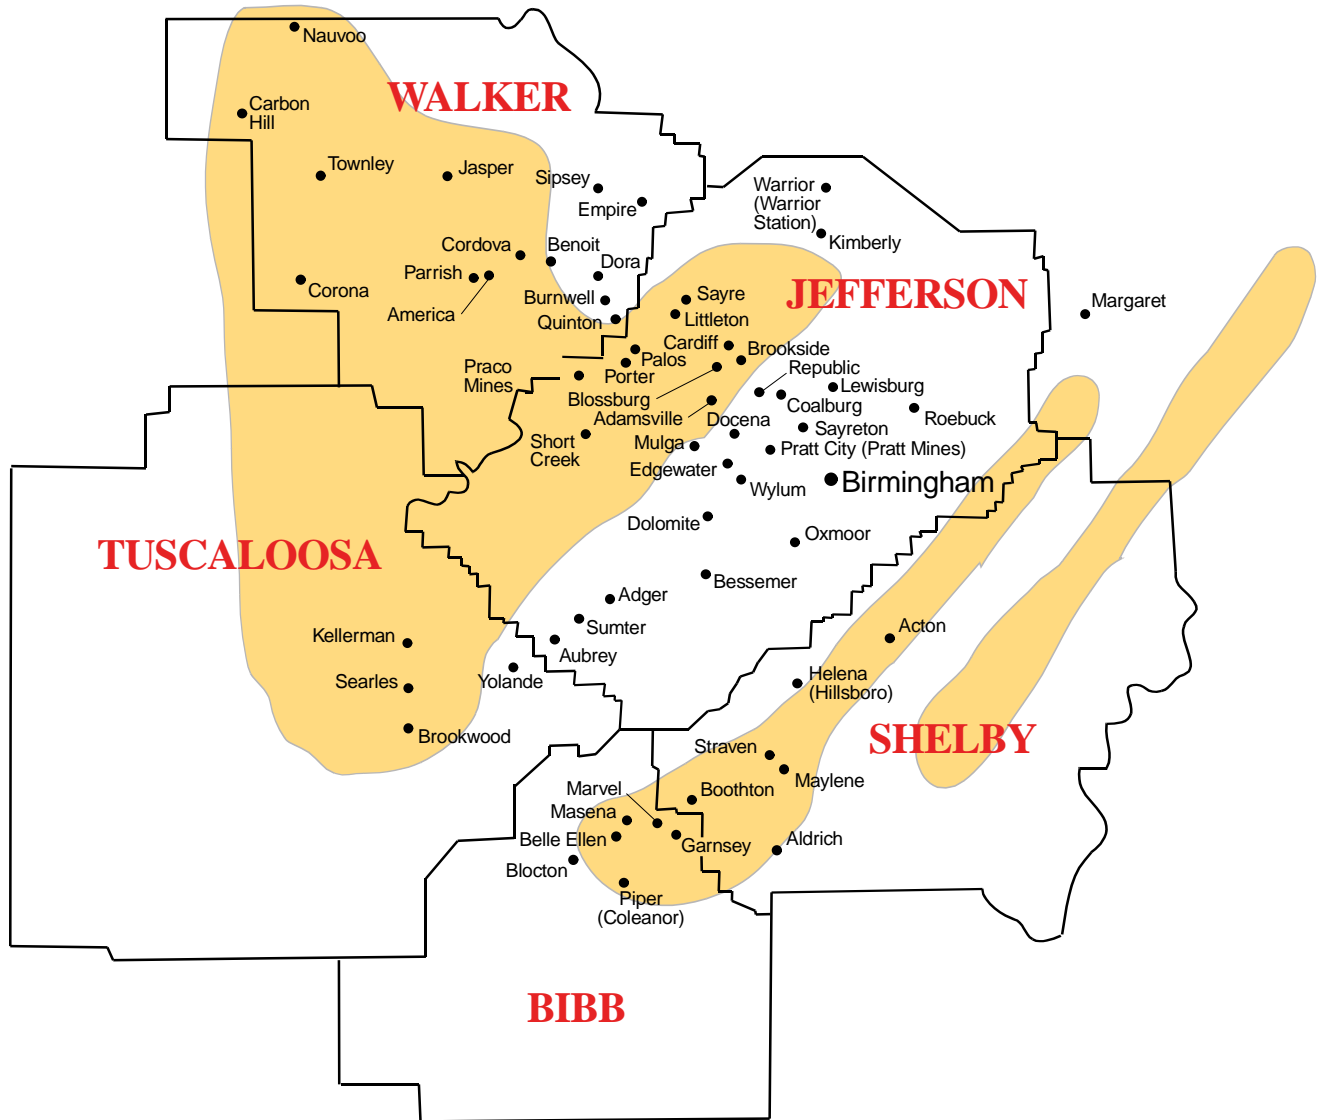 Nauvoo
WALKER
Carbon
Hill
Townley
Jasper
Sipsey
Empire
Warrior
(Warrior
Station)
Kimberly
Cordova
Benoit
Parrish
Dora
Corona
America
Burnwell
Quinton
Sayre
Littleton
JEFFERSON
Margaret
Cardiff
Brookside
Palos
Porter
Praco
Mines
Republic
Blossburg
Lewisburg
Coalburg
Adamsville
Roebuck
Docena
Sayreton
Short
Creek
Mulga
Pratt City (Pratt Mines)
Edgewater
Wylum
Birmingham
Dolomite
Oxmoor
TUSCALOOSA
Bessemer
Adger
Sumter
Acton
Kellerman
Aubrey
Yolande
Searles
Helena
(Hillsboro)
Brookwood
SHELBY
Straven
Maylene
Marvel
Boothton
Masena
Belle Ellen
Garnsey
Aldrich
Blocton
Piper
(Coleanor)
BIBB